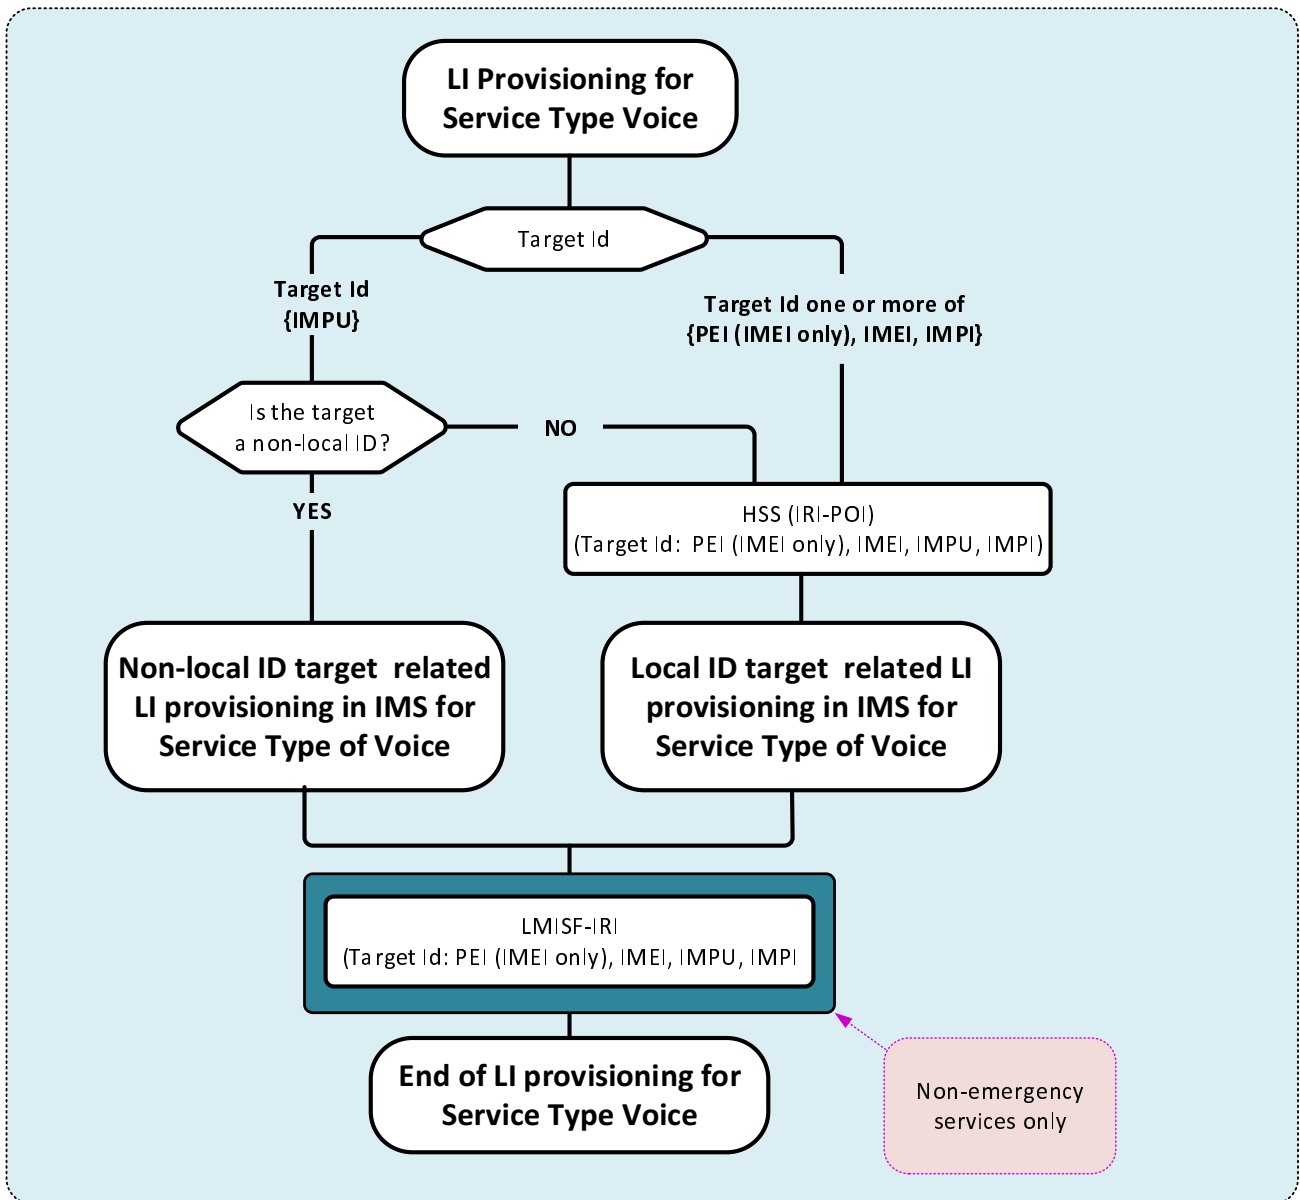 LI Provisioning for
Service Type Voice
Target Id
Target Id
{IMPU}
Target Id one or more of
{PEI (IMEI only), IMEI, IMPI}
Is the target
a non-local ID?
NO
YES
HSS (IRI-POI)
(Target Id:  PEI (IMEI only), IMEI, IMPU, IMPI)
Non-local ID target  related
LI provisioning in IMS for
Service Type of Voice
Local ID target  related LI
provisioning in IMS for
Service Type of Voice
LMISF-IRI
(Target Id: PEI (IMEI only), IMEI, IMPU, IMPI
End of LI provisioning for
Service Type Voice
Non-emergency
services only